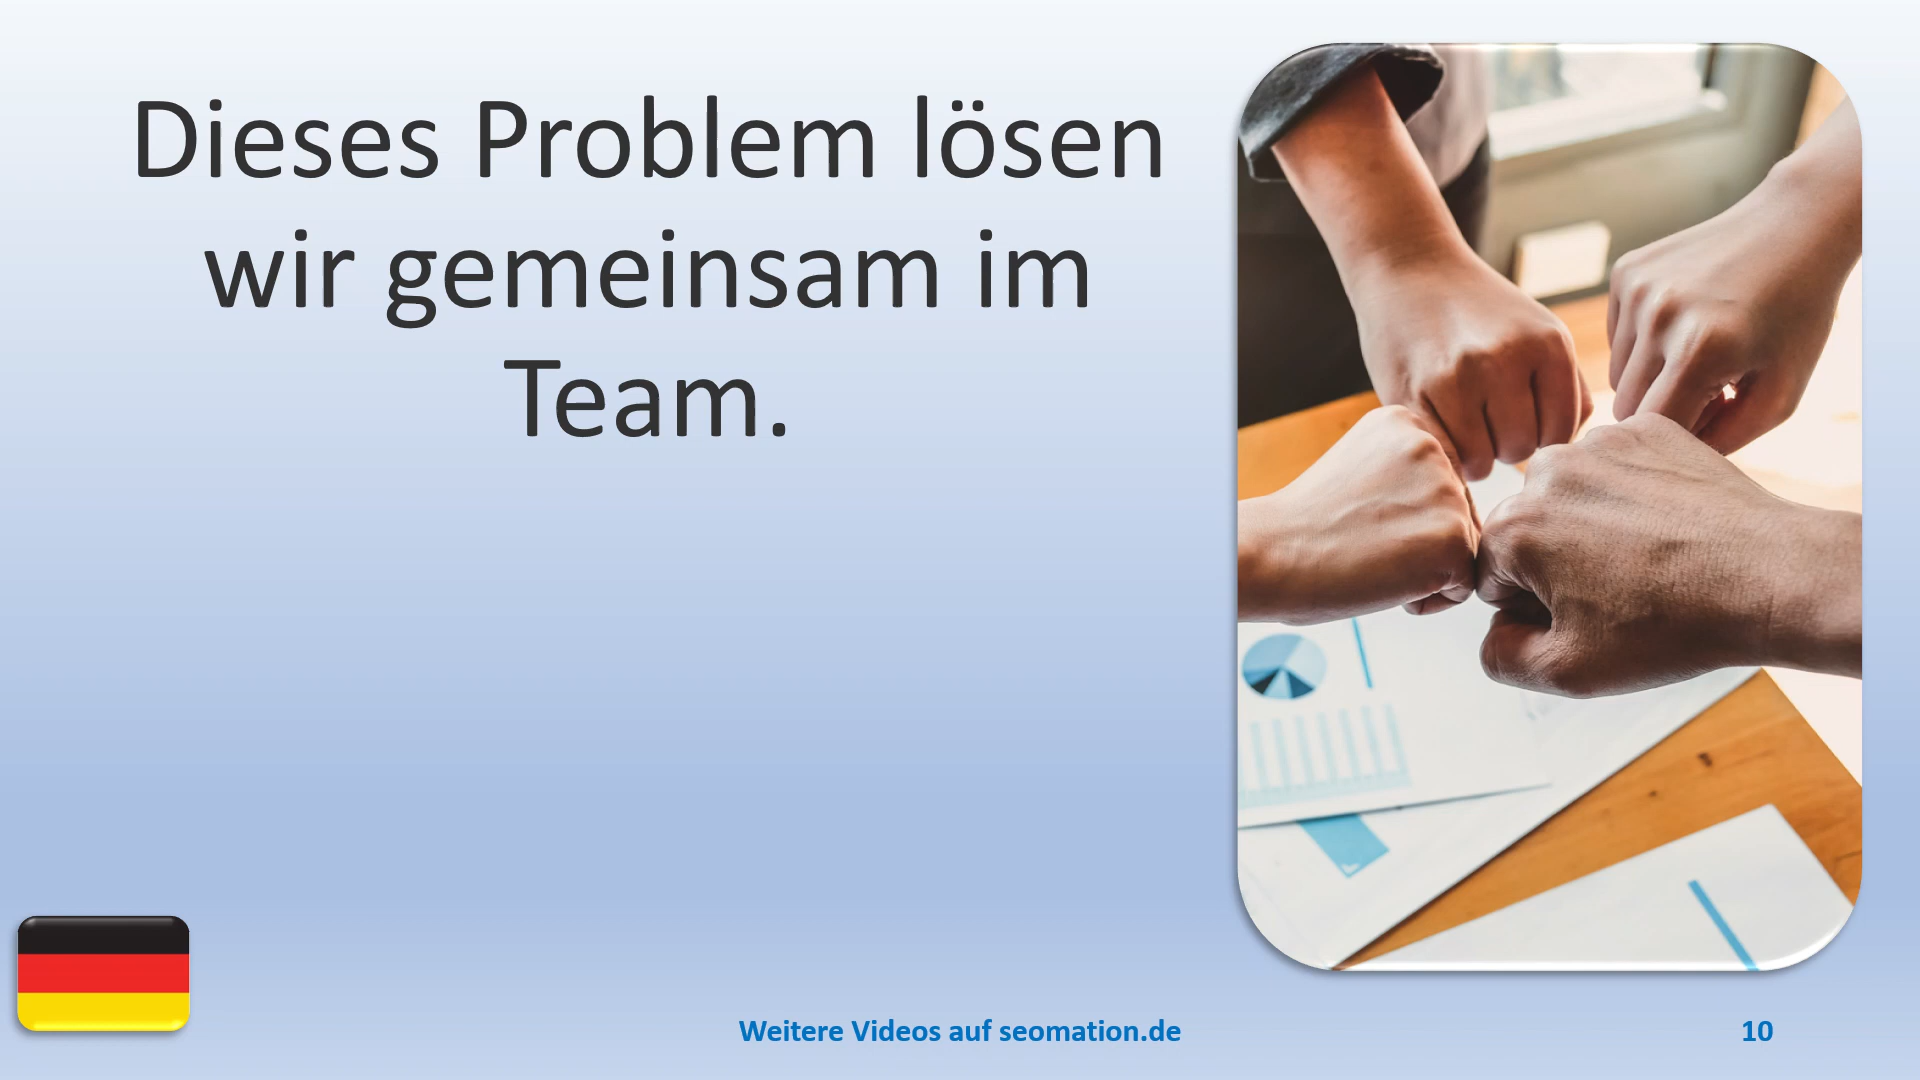 Dieses Problem lösen
wir gemeinsam im
Team.
Weitere Videos auf seomation.de
10